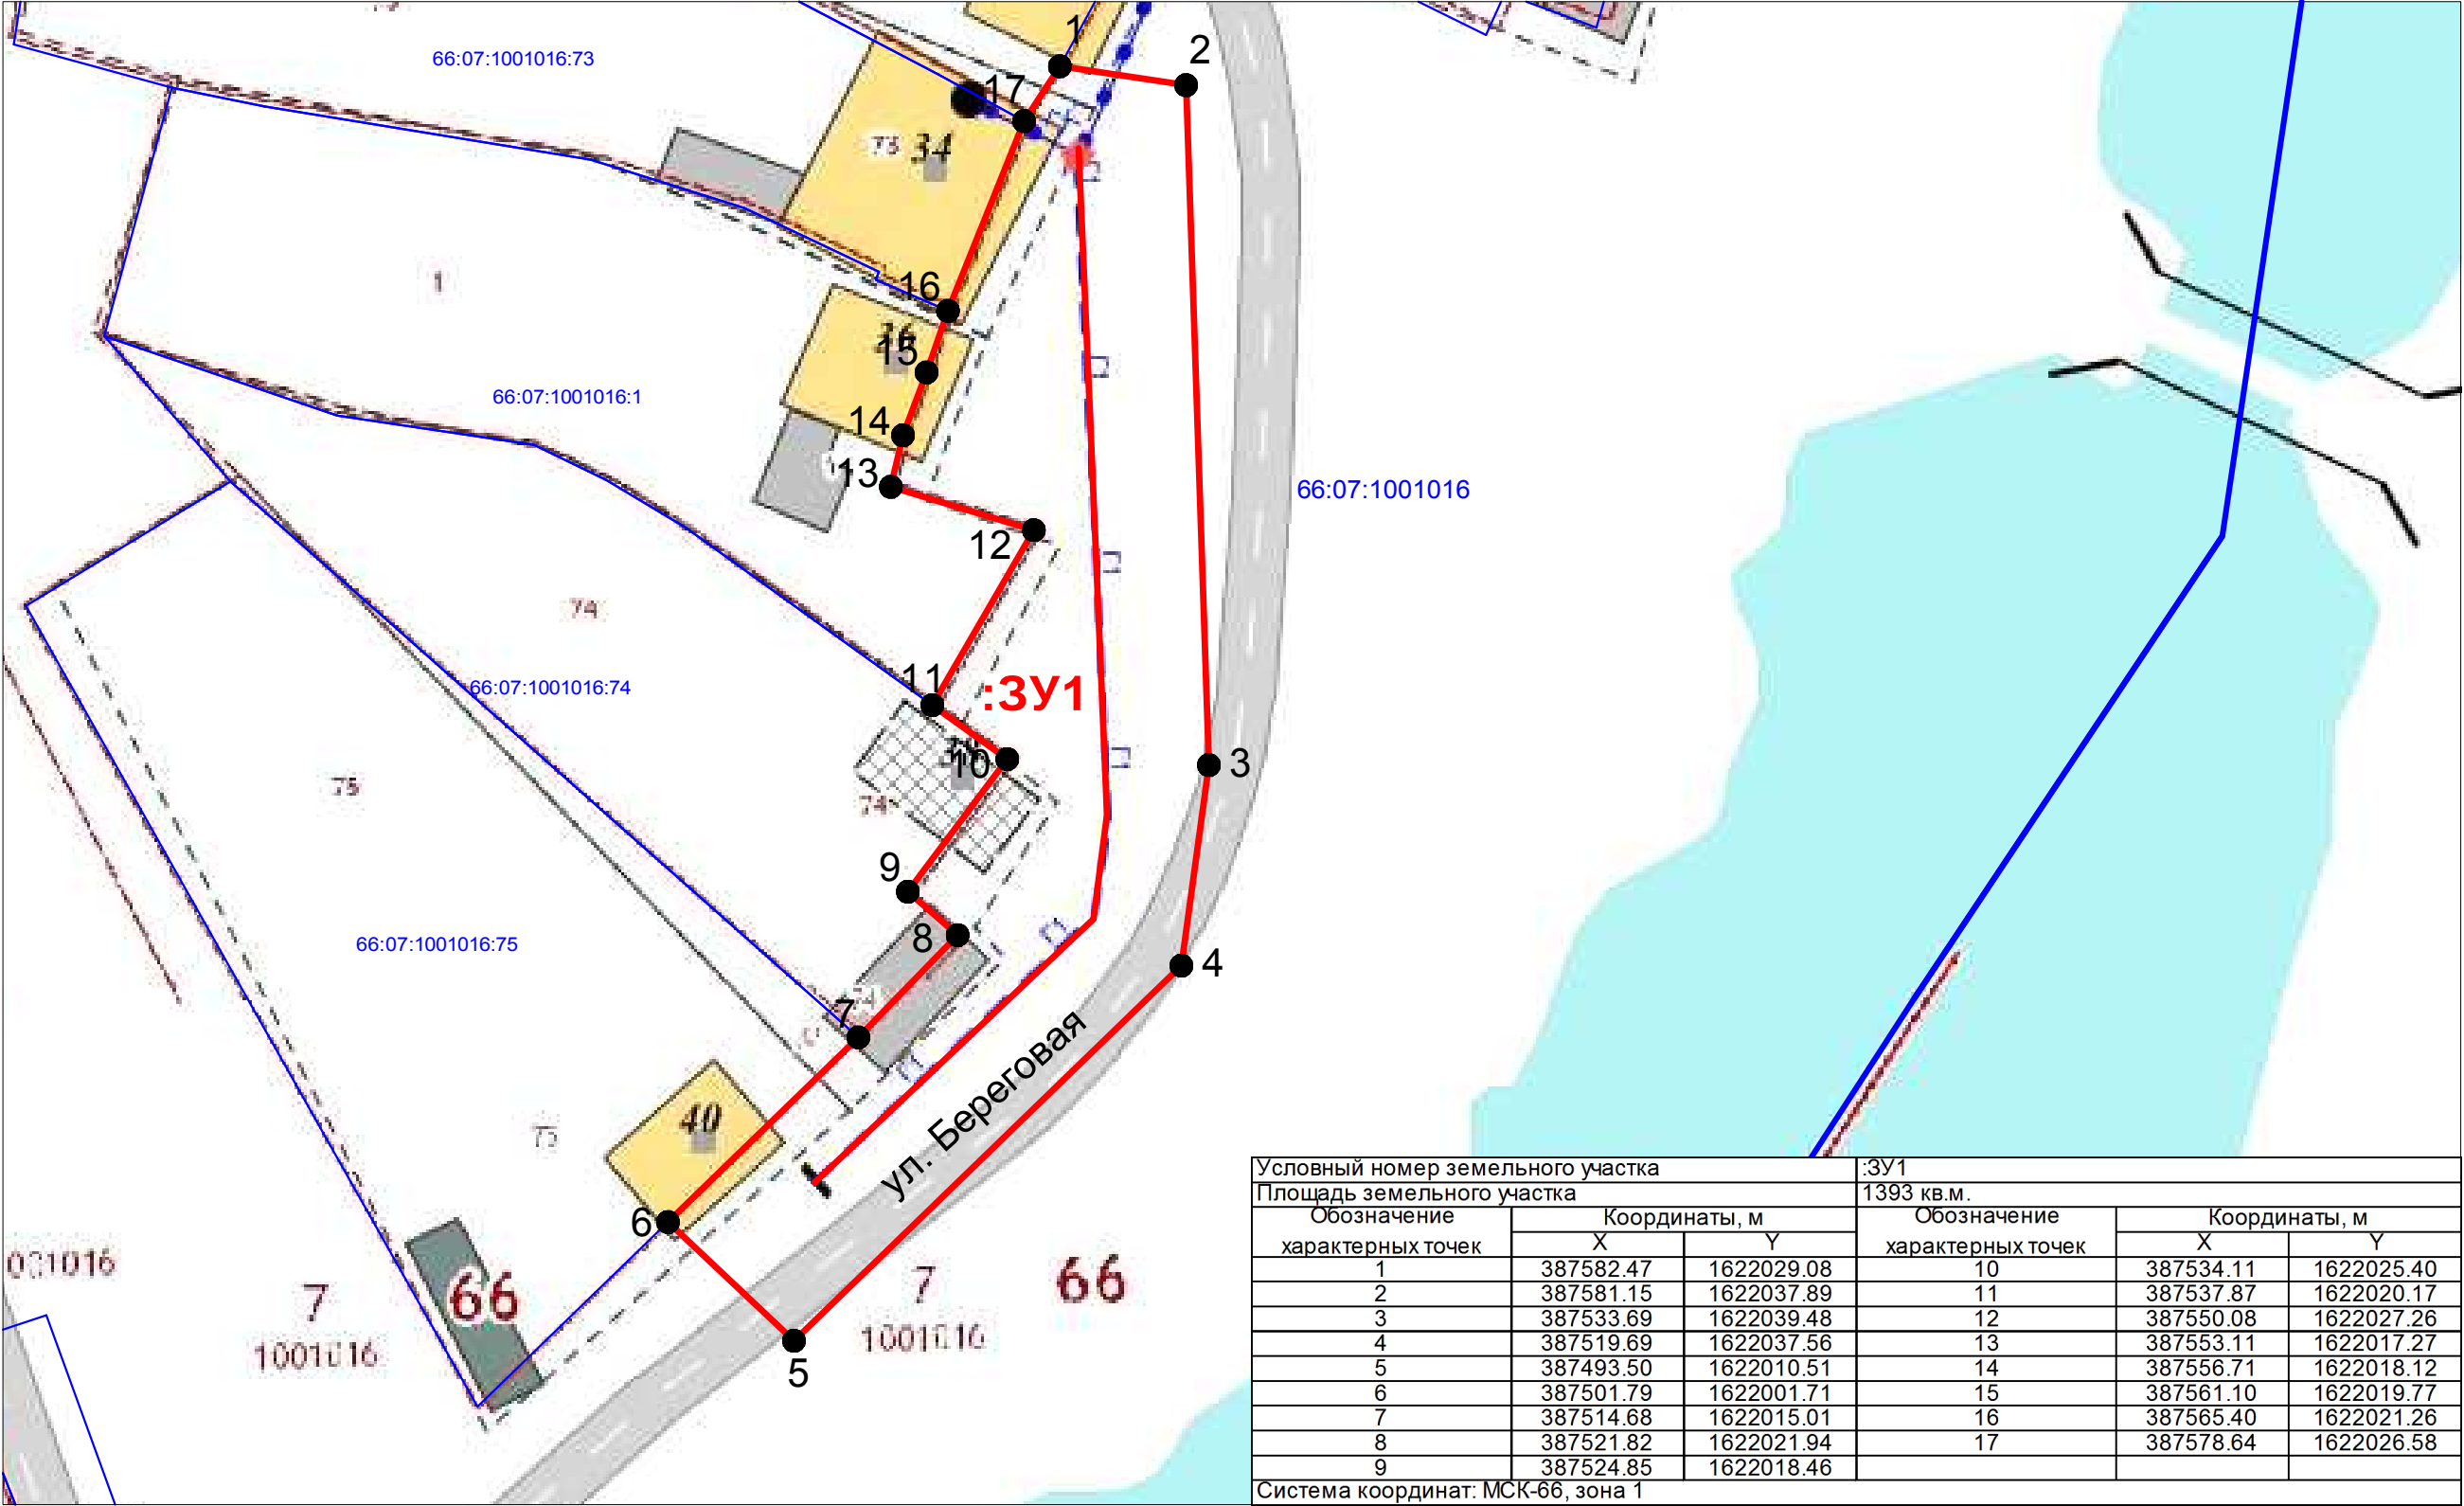 1
2
66:07:1001016:73
17
73 34
1
16
36
15
66:07:1001016:1
14
13
66:07:1001016
12
74
11
:ЗУ1
66:07:1001016:74
10
3
75
74
9
8
66:07:1001016:75
4
7
ул. Береговая
40
75
6
7
66
1001016
7
66
1001016
5
Условный номер земельного участка :ЗУ1
Площадь земельного участка 1393 кв.м.
Обозначение характерных точек Координаты, м Обозначение характерных точек Координаты, м
X Y X Y
1 387582.47 1622029.08 10 387534.11 1622025.40
2 387581.15 1622037.89 11 387537.87 1622020.17
3 387533.69 1622039.48 12 387550.08 1622027.26
4 387519.69 1622037.56 13 387553.11 1622017.27
5 387493.50 1622010.51 14 387556.71 1622018.12
6 387501.79 1622001.71 15 387561.10 1622019.77
7 387514.68 1622015.01 16 387565.40 1622021.26
8 387521.82 1622021.94 17 387578.64 1622026.58
9 387524.85 1622018.46
Система координат: МСК-66, зона 1